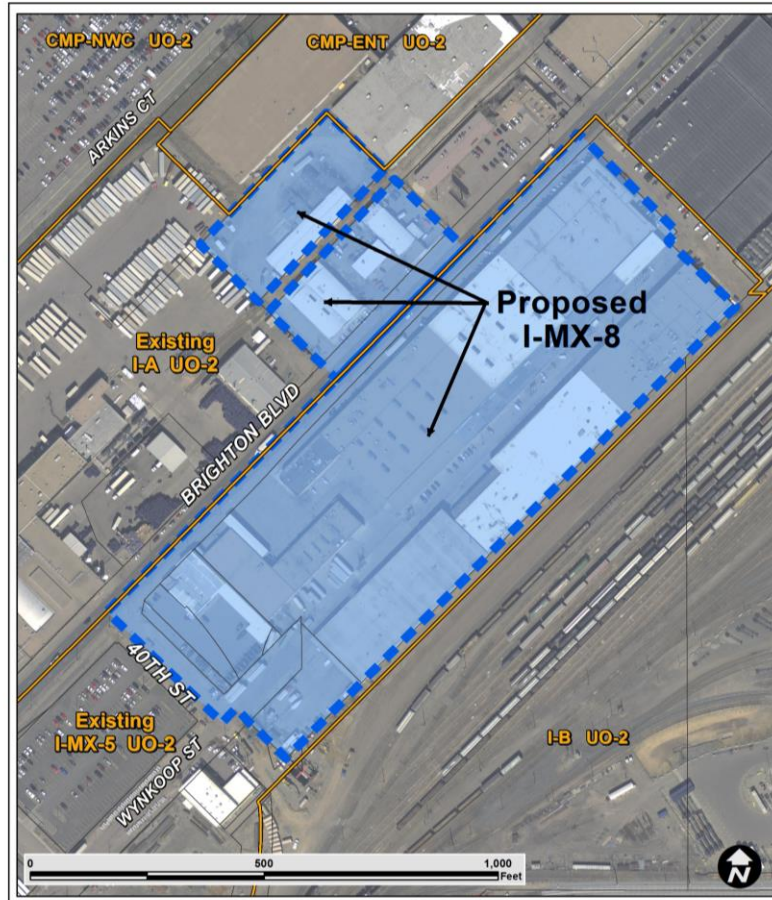 CMP-NWC UO-2
CMP-ENT UO-2
ARKINS CT
Proposed
I-MX-8
Existing
I-A UO-2
BRIGHTON BLVD
40TH ST
Existing
I-MX-5 UO-2
WYNKOOP ST
I-B UO-2
0 500 1,000
Feet
N